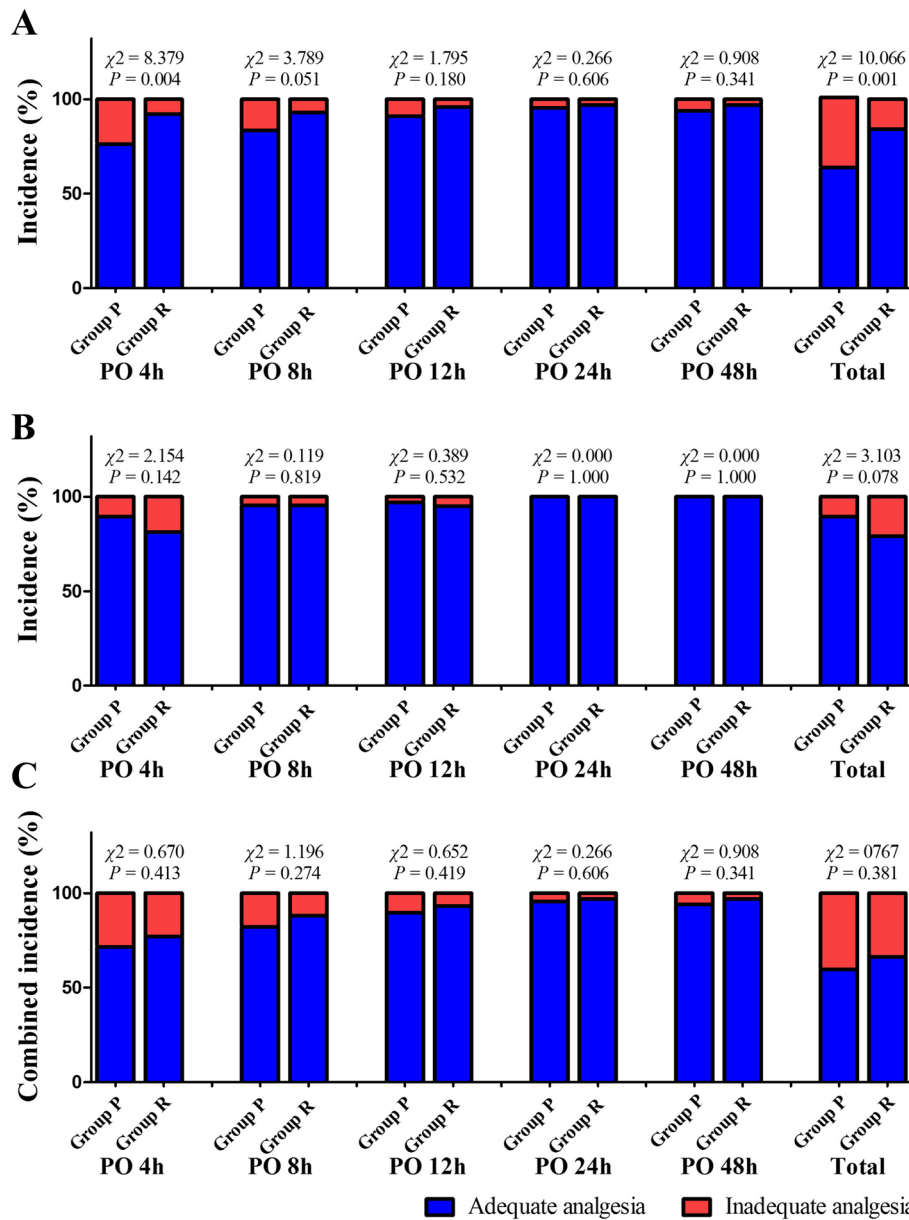 A
χ2 = 8.379 χ2 = 3.789 χ2 = 1.795 χ2 = 0.266 χ2 = 0.908 χ2 = 10.066
P = 0.004 P = 0.051 P = 0.180 P = 0.606 P = 0.341 P = 0.001
Incidence (%)
100
50
0
Group P Group R Group P Group R Group P Group R Group P Group R Group P Group R Group P Group R
PO 4h PO 8h PO 12h PO 24h PO 48h Total
B
χ2 = 2.154 χ2 = 0.119 χ2 = 0.389 χ2 = 0.000 χ2 = 0.000 χ2 = 3.103
P = 0.142 P = 0.819 P = 0.532 P = 1.000 P = 1.000 P = 0.078
Incidence (%)
100
50
0
Group P Group R Group P Group R Group P Group R Group P Group R Group P Group R Group P Group R
PO 4h PO 8h PO 12h PO 24h PO 48h Total
C
χ2 = 0.670 χ2 = 1.196 χ2 = 0.652 χ2 = 0.266 χ2 = 0.908 χ2 = 0767
P = 0.413 P = 0.274 P = 0.419 P = 0.606 P = 0.341 P = 0.381
Combined incidence (%)
100
50
0
Group P Group R Group P Group R Group P Group R Group P Group R Group P Group R Group P Group R
PO 4h PO 8h PO 12h PO 24h PO 48h Total
Adequate analgesia Inadequate analgesi